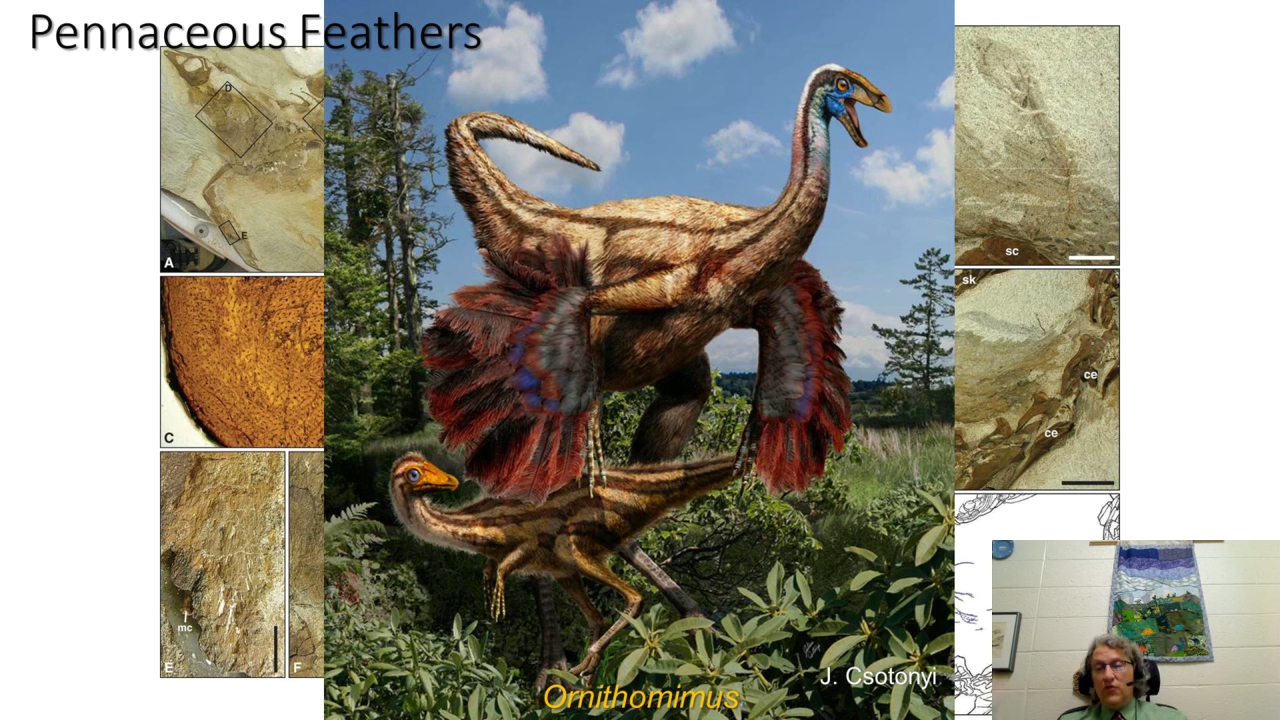 Pennaceous Feathers
D
E
A
C
mc
E
F
sc
sk
ce
ce
J. Csotonyi
Ornithomimus